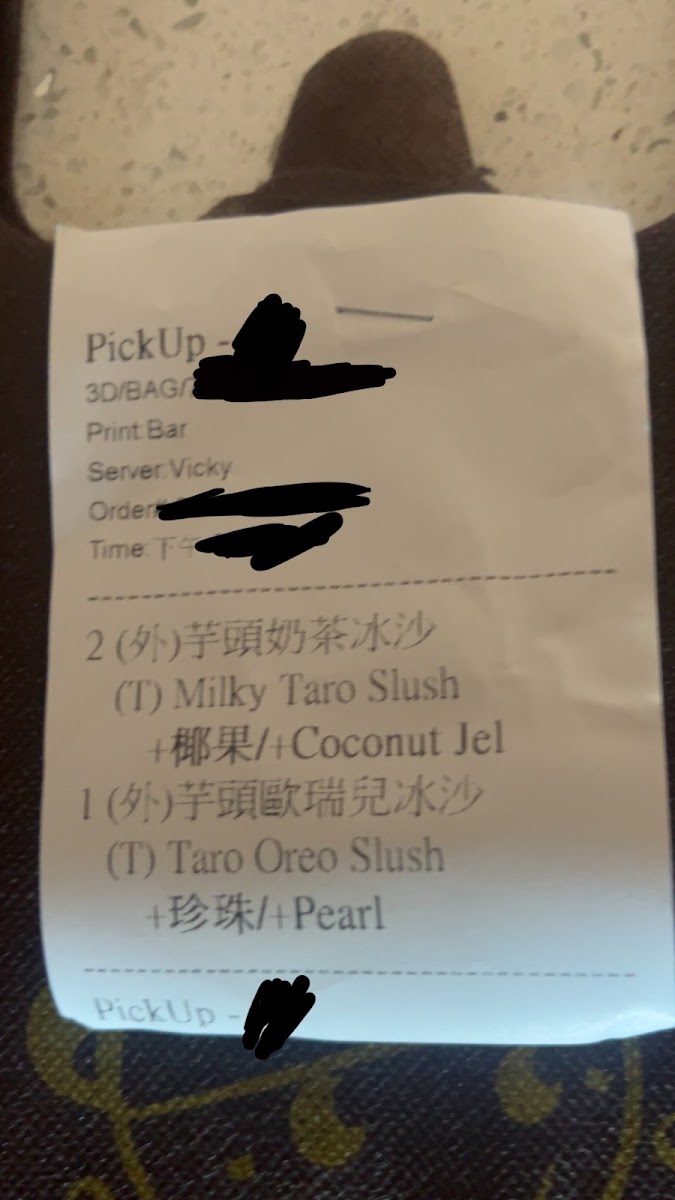 PickUp -
3D/BAG/
Print:Bar
Server:Vicky
Order#
Time:下午
2 (外)芋頭奶茶冰沙
(T) Milky Taro Slush
+椰果/+Coconut Jel
1 (外)芋頭歐瑞兒冰沙
(T) Taro Oreo Slush
+珍珠/+Pearl
PickUp -